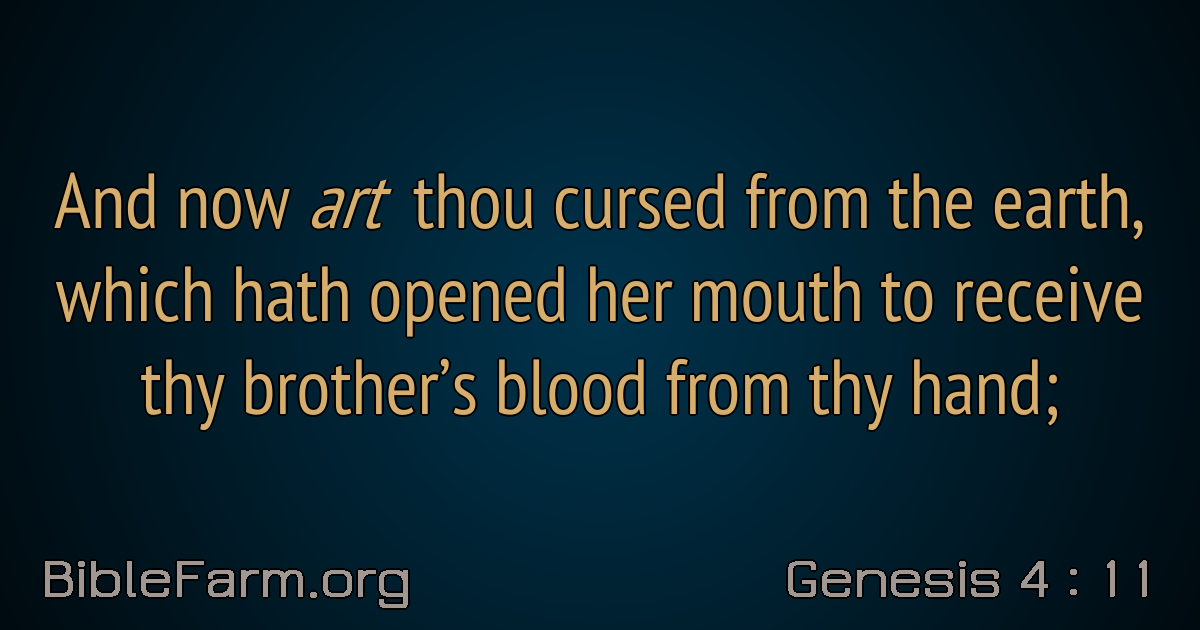 And now art thou cursed from the earth,
which hath opened her mouth to receive
thy brother’s blood from thy hand;
BibleFarm.org
Genesis 4 : 11